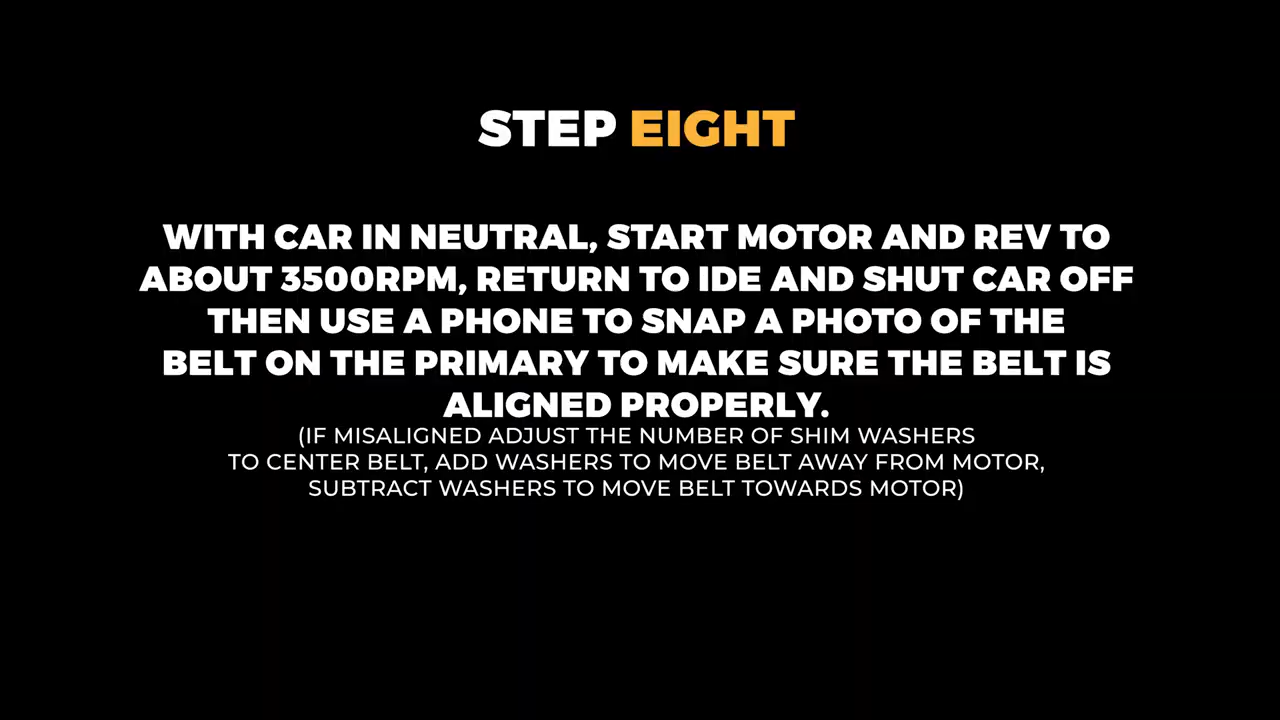 STEP EIGHT
WITH CAR IN NEUTRAL, START MOTOR AND REV TO
ABOUT 3500RPM, RETURN TO IDE AND SHUT CAR OFF
THEN USE A PHONE TO SNAP A PHOTO OF THE
BELT ON THE PRIMARY TO MAKE SURE THE BELT IS
ALIGNED PROPERLY.
(IF MISALIGNED ADJUST THE NUMBER OF SHIM WASHERS
TO CENTER BELT, ADD WASHERS TO MOVE BELT AWAY FROM MOTOR,
SUBTRACT WASHERS TO MOVE BELT TOWARDS MOTOR)